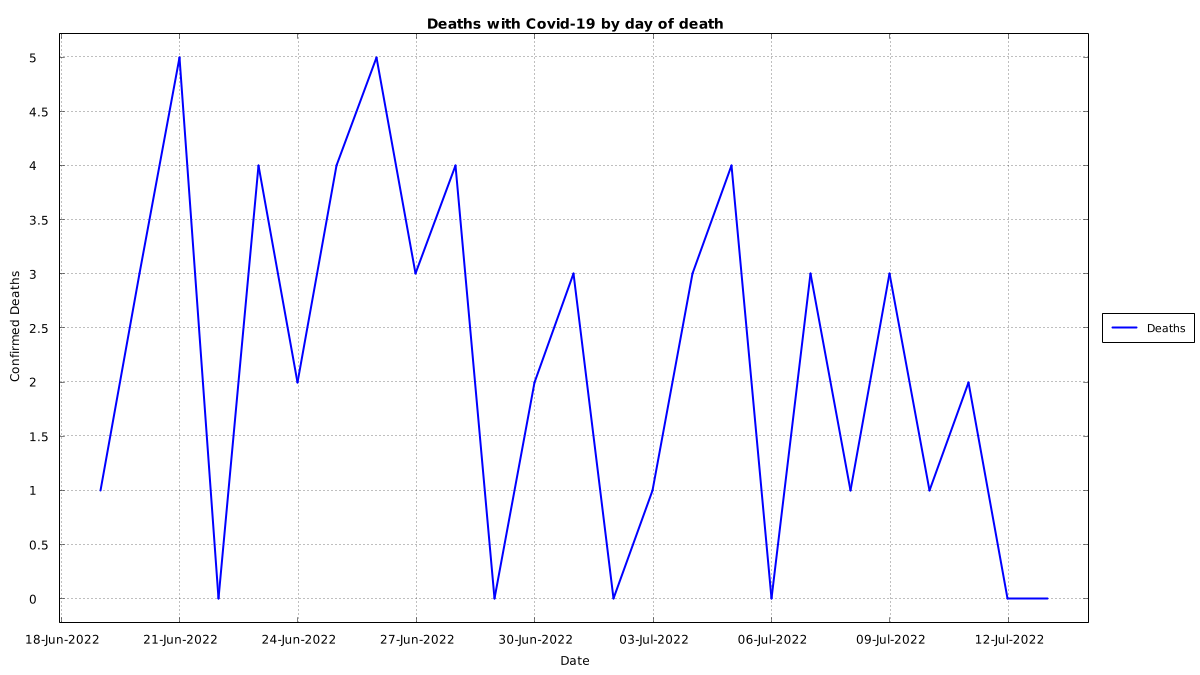 Deaths with Covid-19 by day of death
5
4.5
4
3.5
3
2.5
2
1.5
1
0.5
0
Confirmed Deaths
18-Jun-2022 21-Jun-2022 24-Jun-2022 27-Jun-2022 30-Jun-2022 03-Jul-2022 06-Jul-2022 09-Jul-2022 12-Jul-2022
Date
Deaths